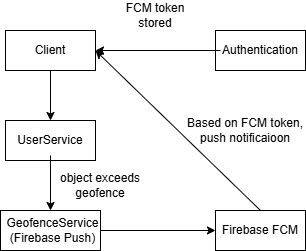 FCM token
stored
Client
Authentication
Based on FCM token,
push notificaioon
UserService
object exceeds
geofence
GeofenceService
(Firebase Push)
Firebase FCM